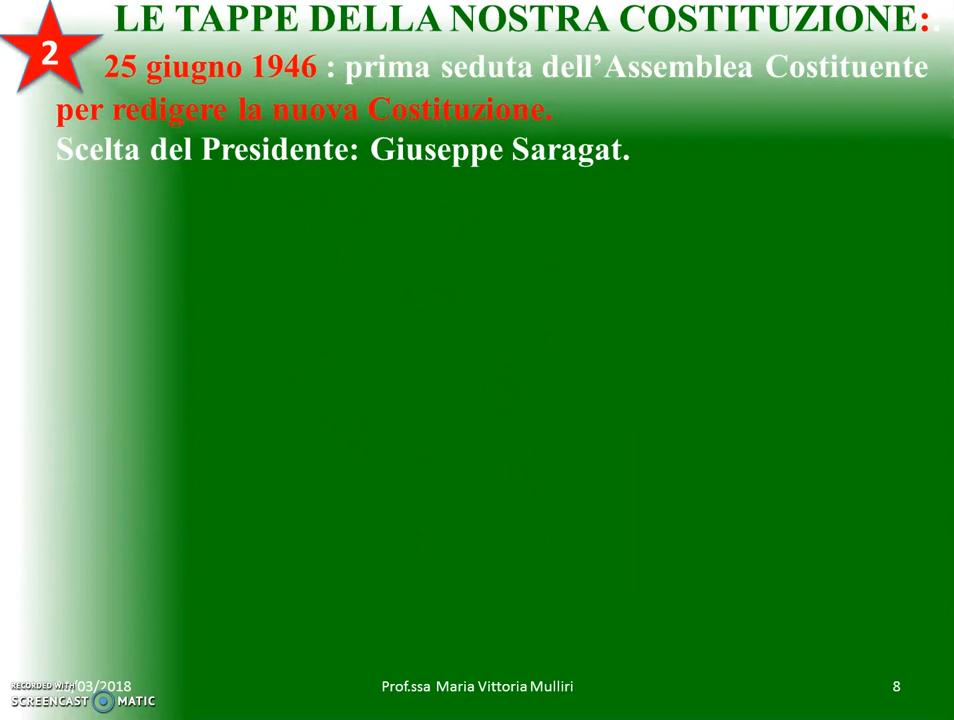 2
LE TAPPE DELLA NOSTRA COSTITUZIONE:
25 giugno 1946 : prima seduta dell’Assemblea Costituente
per redigere la nuova Costituzione.
Scelta del Presidente: Giuseppe Saragat.
/03/2018
Prof.ssa Maria Vittoria Mulliri
8
RECORDED WITH
SCREENCAST MATIC